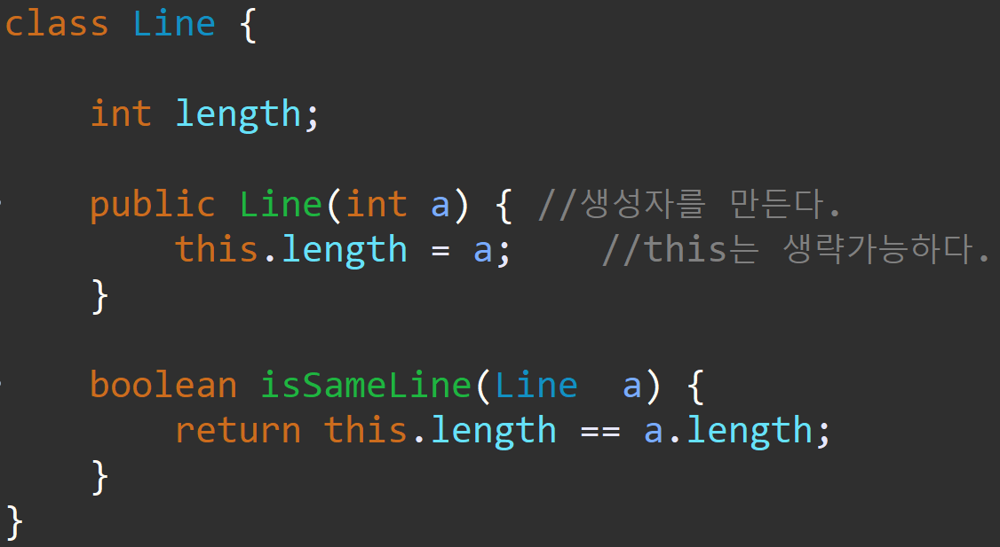 class Line {
int length;
public Line(int a) { //생성자를 만든다.
this.length = a; //this는 생략가능하다.
}
boolean isSameLine(Line a) {
return this.length == a.length;
}
}